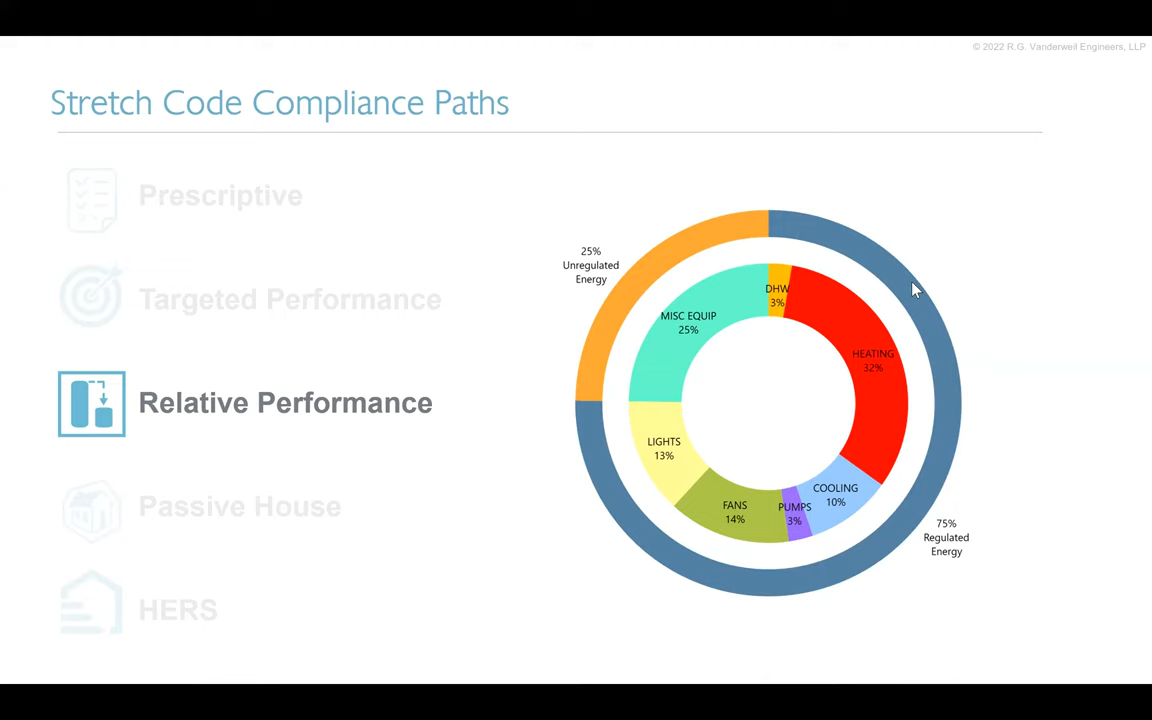 © 2022 R.G. Vanderweil Engineers, LLP
Stretch Code Compliance Paths
Prescriptive
Targeted Performance
Relative Performance
Passive House
HERS
25%
Unregulated
Energy
MISC EQUIP
25%
DHW
3%
HEATING
32%
LIGHTS
13%
FANS
14%
PUMPS
3%
COOLING
10%
75%
Regulated
Energy